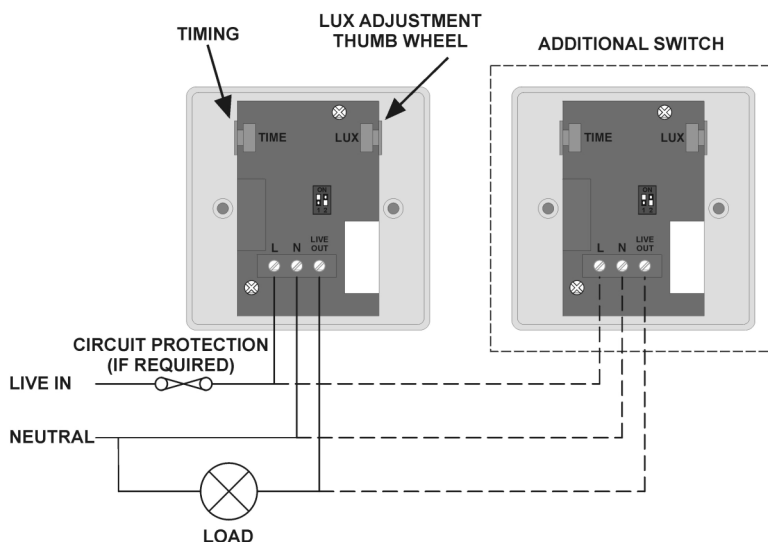 TIMING
LUX ADJUSTMENT
THUMB WHEEL
ADDITIONAL SWITCH
TIME
LUX
ON
1 2
L
N
LIVE
OUT
TIME
LUX
ON
1 2
L
N
LIVE
OUT
CIRCUIT PROTECTION
(IF REQUIRED)
LIVE IN
NEUTRAL
LOAD